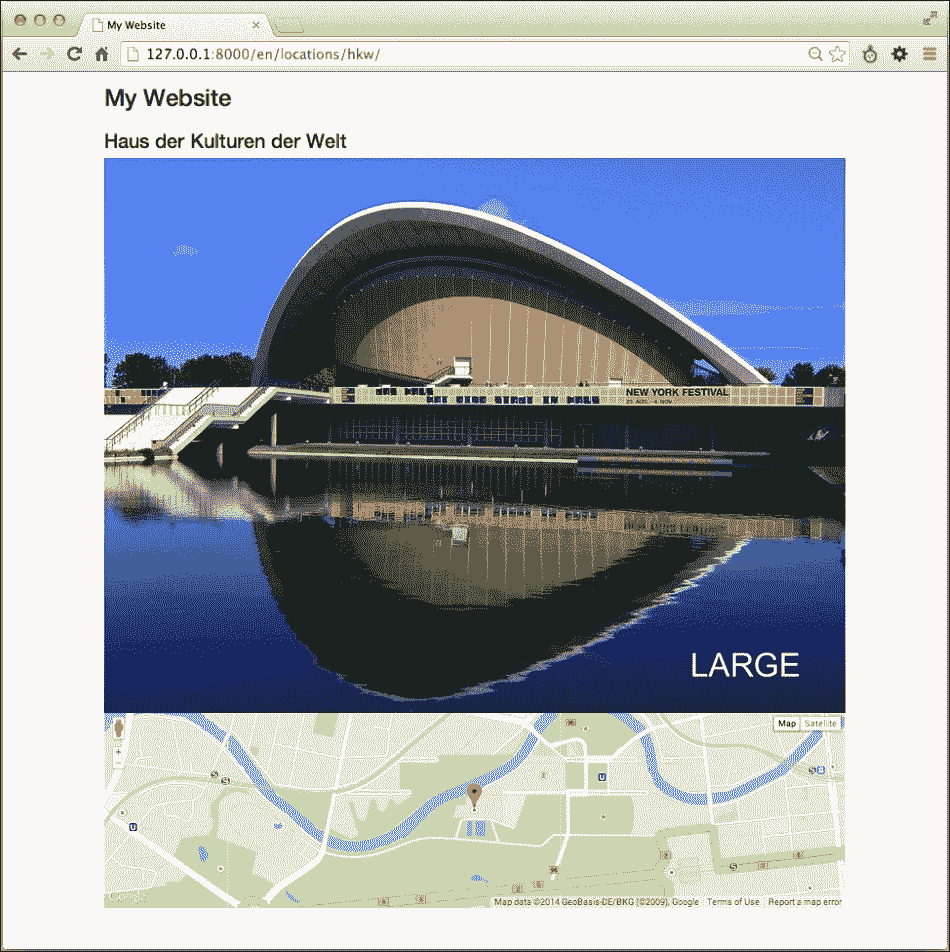 My Website
127.0.0.1:8000/en/locations/hkw/
My Website
Haus der Kulturen der Welt
NEW YORK FESTIVAL
LARGE
Map Satellite
Google
Map data ©2014 GeoBasis-DE/BKG (©2009), Google Terms of Use Report a map error